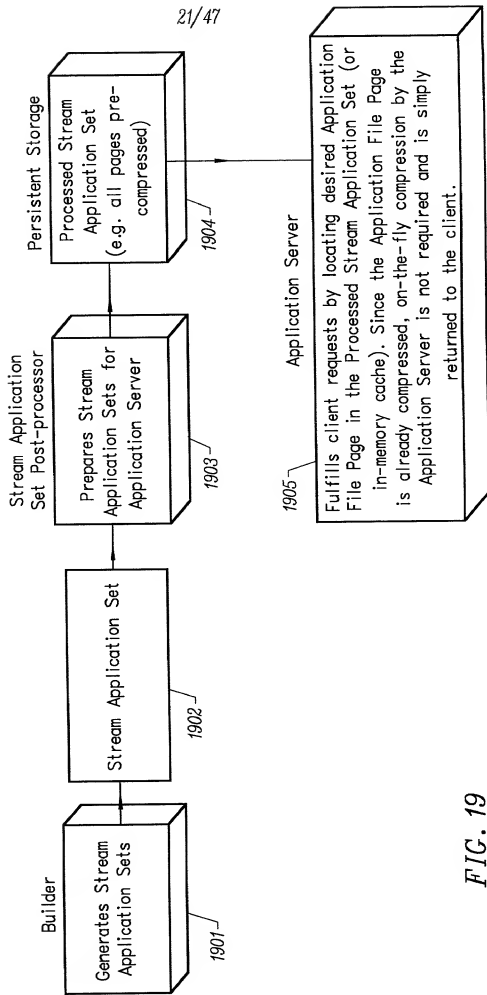 21/47
Builder
Generates Stream
Application Sets
1901
Stream Application Set
1902
Stream Application
Set Post-processor
Prepares Stream
Application Sets for
Application Server
1903
Persistent Storage
Processed Stream
Application Set
(e.g. all pages pre-
compressed)
1904
Application Server
1905
Fulfills client requests by locating desired Application
File Page in the Processed Stream Application Set (or
in-memory cache). Since the Application File Page
is already compressed, on-the-fly compression by the
Application Server is not required and is simply
returned to the client.
FIG. 19